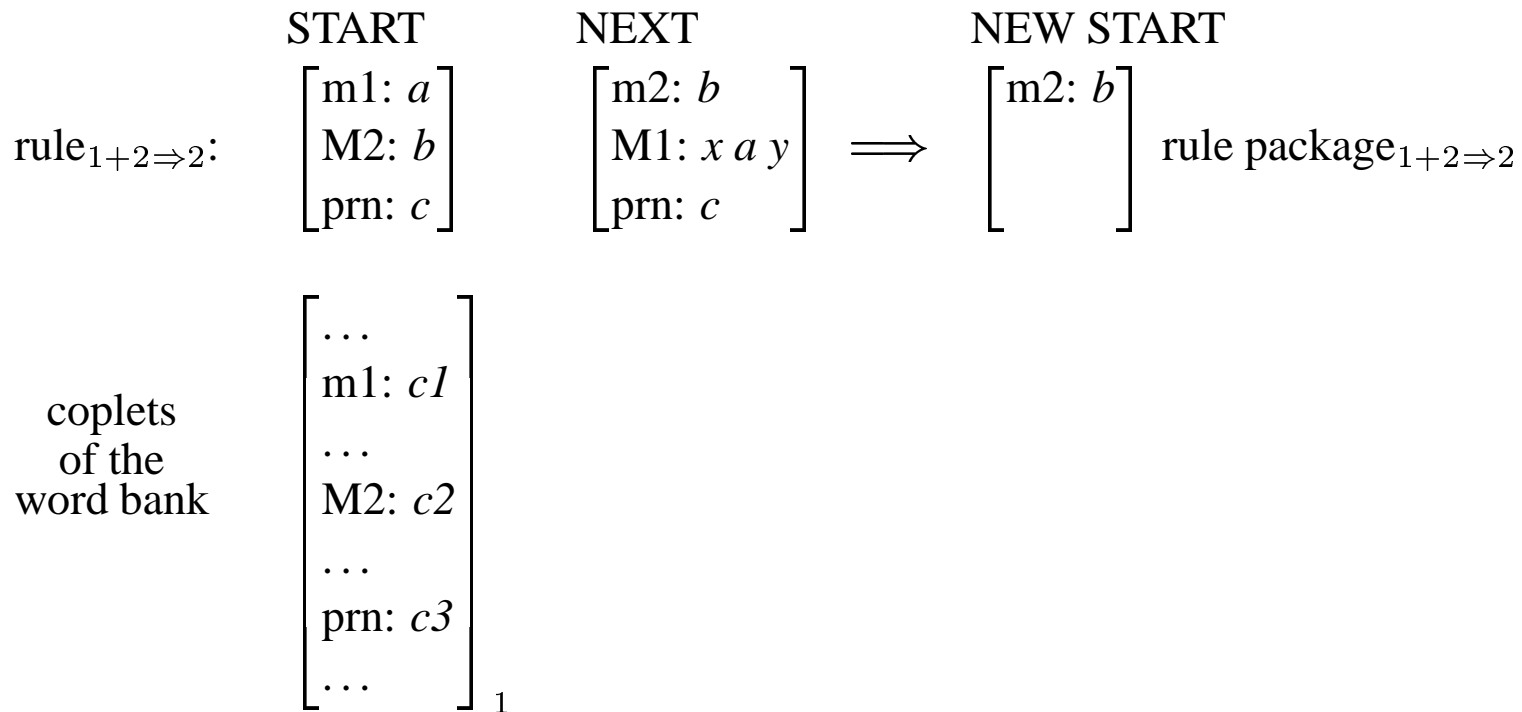 START NEXT NEW START
m1: a m2: b m2: b
rule1+2⇒2: M2: b M1: x a y ⟹ rule package1+2⇒2
prn: c prn: c
...
m1: c1
...
coplets
of the
word bank
M2: c2
...
prn: c3
...
1